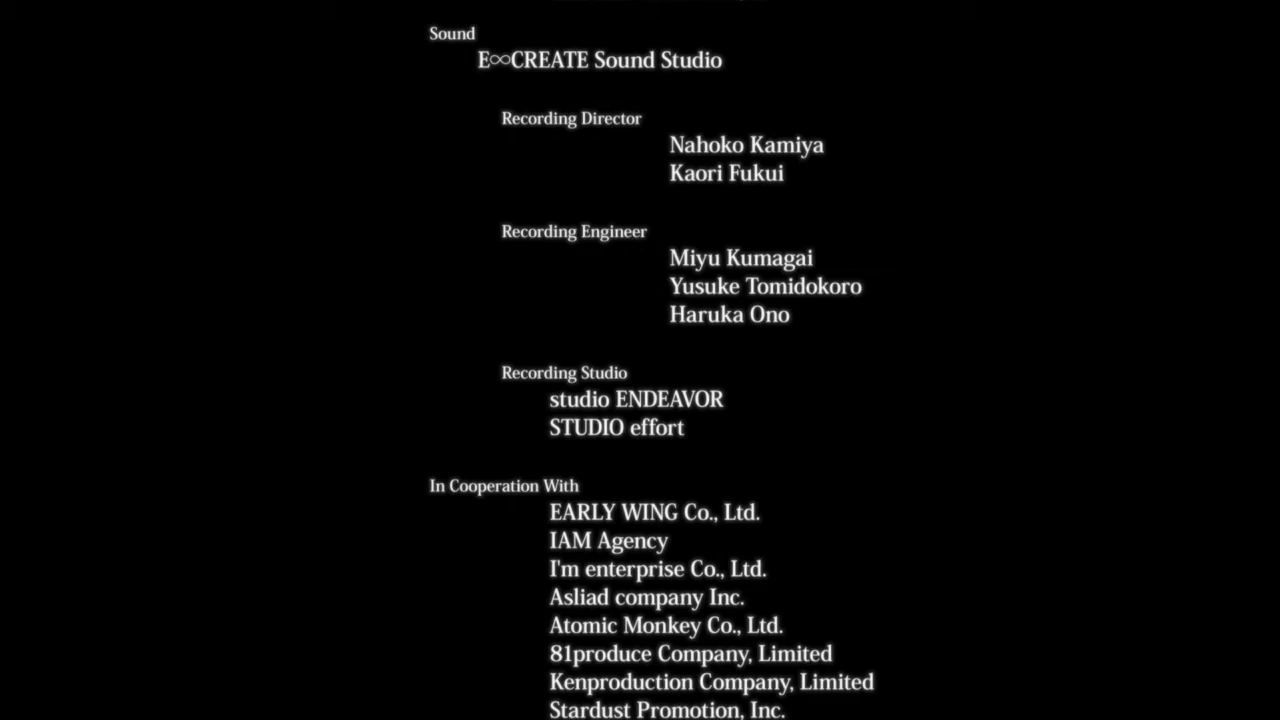 Sound
E∞CREATE Sound Studio
Recording Director
Nahoko Kamiya
Kaori Fukui
Recording Engineer
Miyu Kumagai
Yusuke Tomidokoro
Haruka Ono
Recording Studio
studio ENDEAVOR
STUDIO effort
In Cooperation With
EARLY WING Co., Ltd.
IAM Agency
I'm enterprise Co., Ltd.
Asliad company Inc.
Atomic Monkey Co., Ltd.
81produce Company, Limited
Kenproduction Company, Limited
Stardust Promotion, Inc.